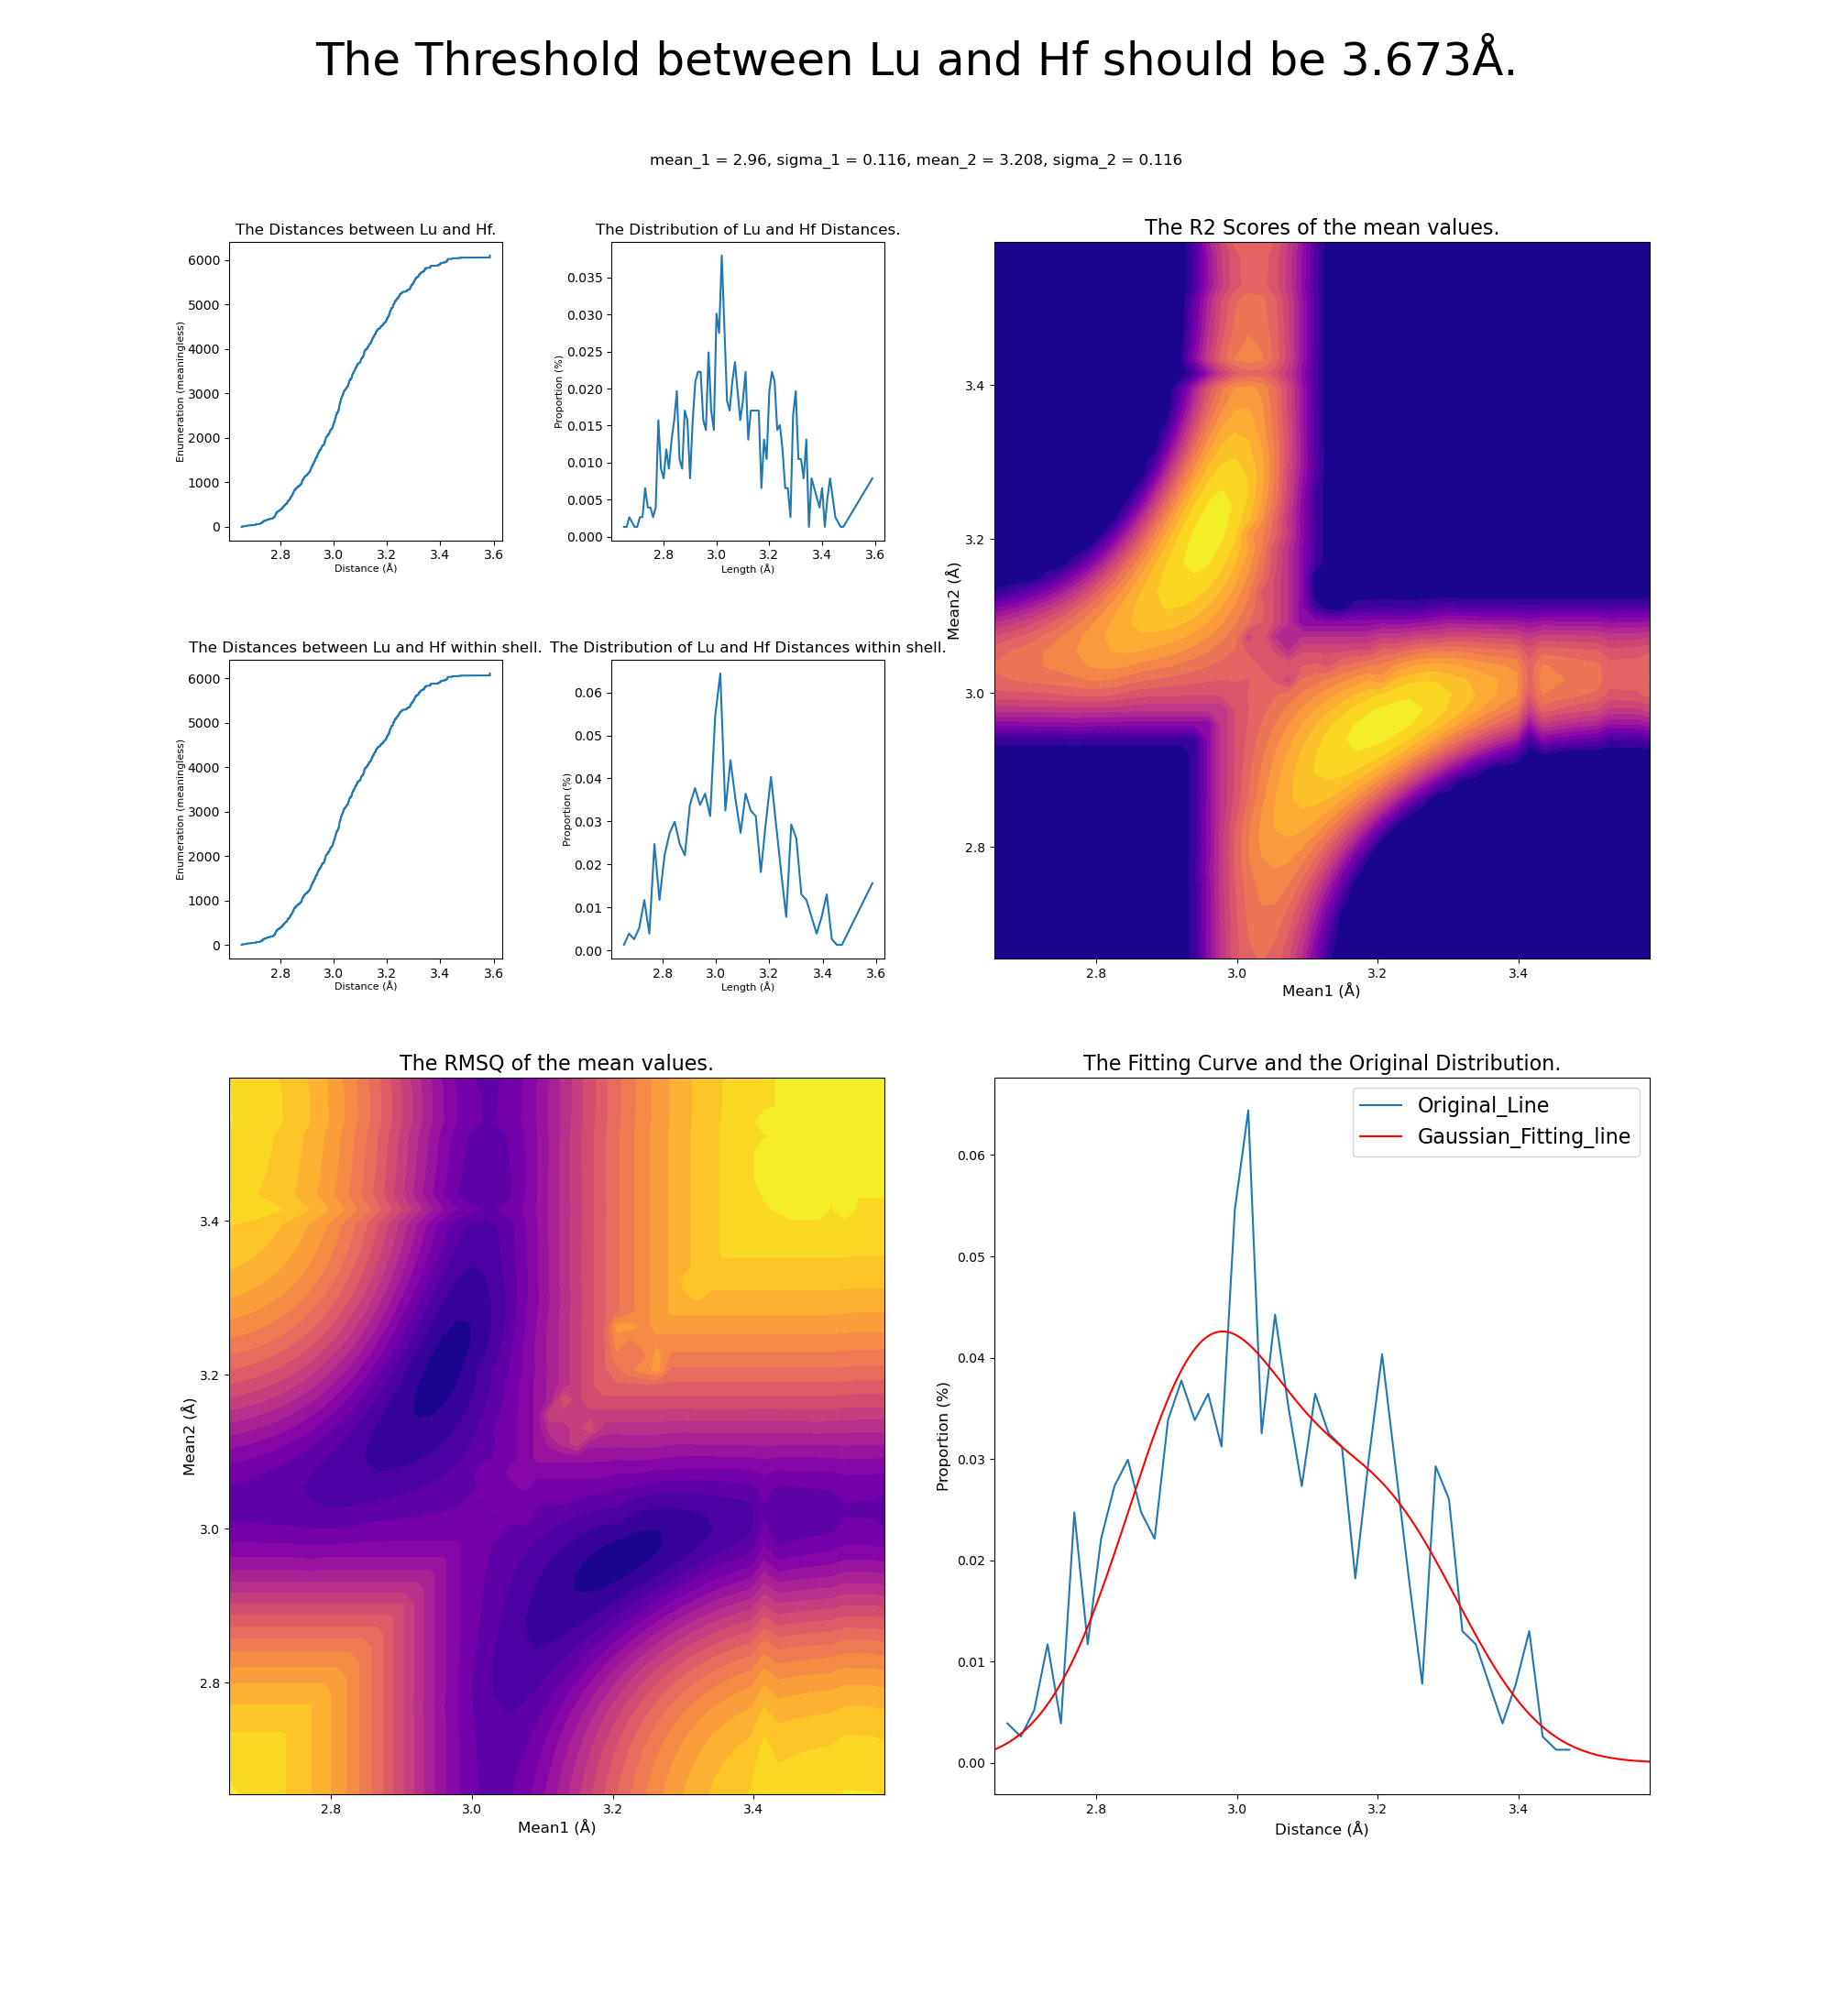 The Threshold between Lu and Hf should be 3.673Å.
mean_1 = 2.96, sigma_1 = 0.116, mean_2 = 3.208, sigma_2 = 0.116
The Distances between Lu and Hf.
6000
5000
4000
3000
2000
1000
0
Enumeration (meaningless)
2.8 3.0 3.2 3.4 3.6
Distance (Å)
The Distribution of Lu and Hf Distances.
0.035
0.030
0.025
0.020
0.015
0.010
0.005
0.000
Proportion (%)
2.8 3.0 3.2 3.4 3.6
Length (Å)
The R2 Scores of the mean values.
3.4
3.2
3.0
2.8
Mean2 (Å)
2.8 3.0 3.2 3.4
Mean1 (Å)
The Distances between Lu and Hf within shell.
6000
5000
4000
3000
2000
1000
0
Enumeration (meaningless)
2.8 3.0 3.2 3.4 3.6
Distance (Å)
The Distribution of Lu and Hf Distances within shell.
0.06
0.05
0.04
0.03
0.02
0.01
0.00
Proportion (%)
2.8 3.0 3.2 3.4 3.6
Length (Å)
The RMSQ of the mean values.
3.4
3.2
3.0
2.8
Mean2 (Å)
2.8 3.0 3.2 3.4
Mean1 (Å)
The Fitting Curve and the Original Distribution.
Original_Line
Gaussian_Fitting_line
0.06
0.05
0.04
0.03
0.02
0.01
0.00
Proportion (%)
2.8 3.0 3.2 3.4
Distance (Å)